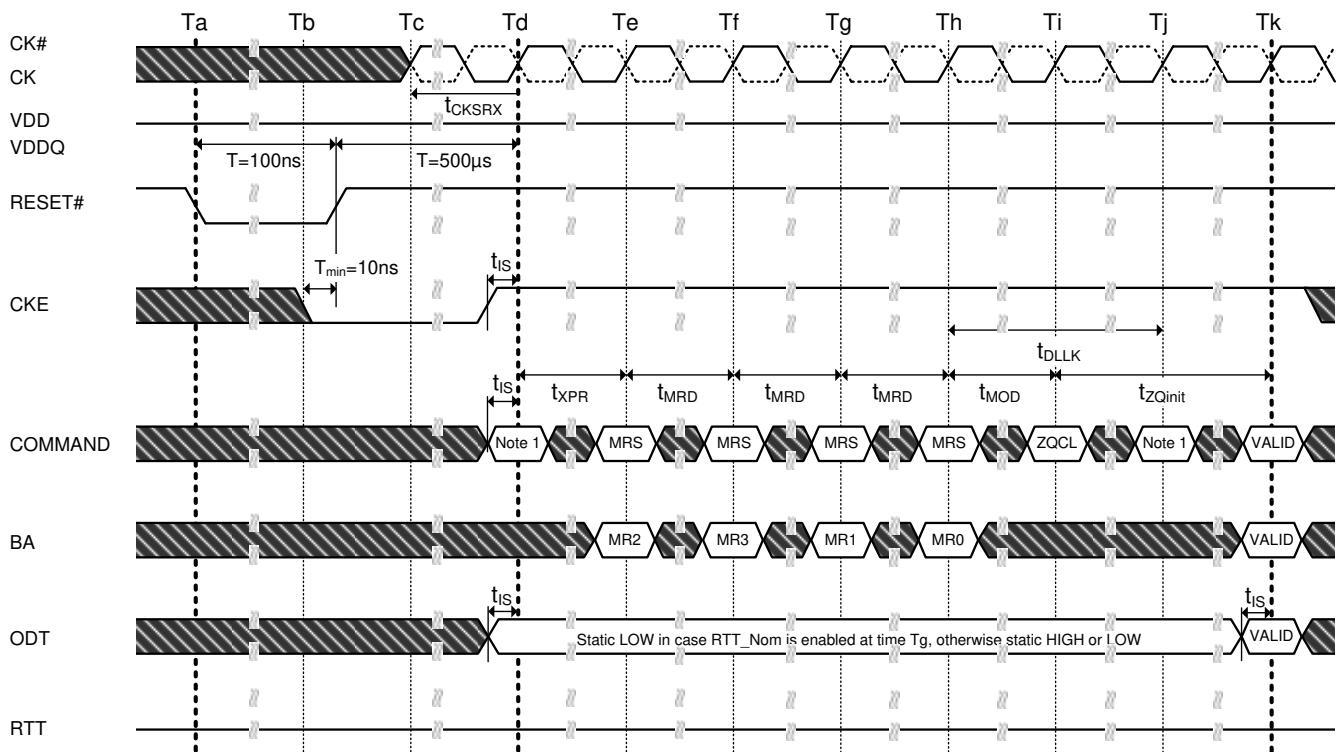 Ta Tb Tc Td Te Tf Tg Th Ti Tj Tk
CK#
CK
tCKSRX
VDD
VDDQ
T=100ns T=500µs
RESET#
Tmin=10ns tIS
CKE
tDLLK
tIS tXPR tMRD tMRD tMRD tMOD tZQinit
COMMAND Note 1 MRS MRS MRS MRS ZQCL Note 1 VALID
BA MR2 MR3 MR1 MR0 VALID
tIS tIS
ODT Static LOW in case RTT_Nom is enabled at time Tg, otherwise static HIGH or LOW VALID
RTT